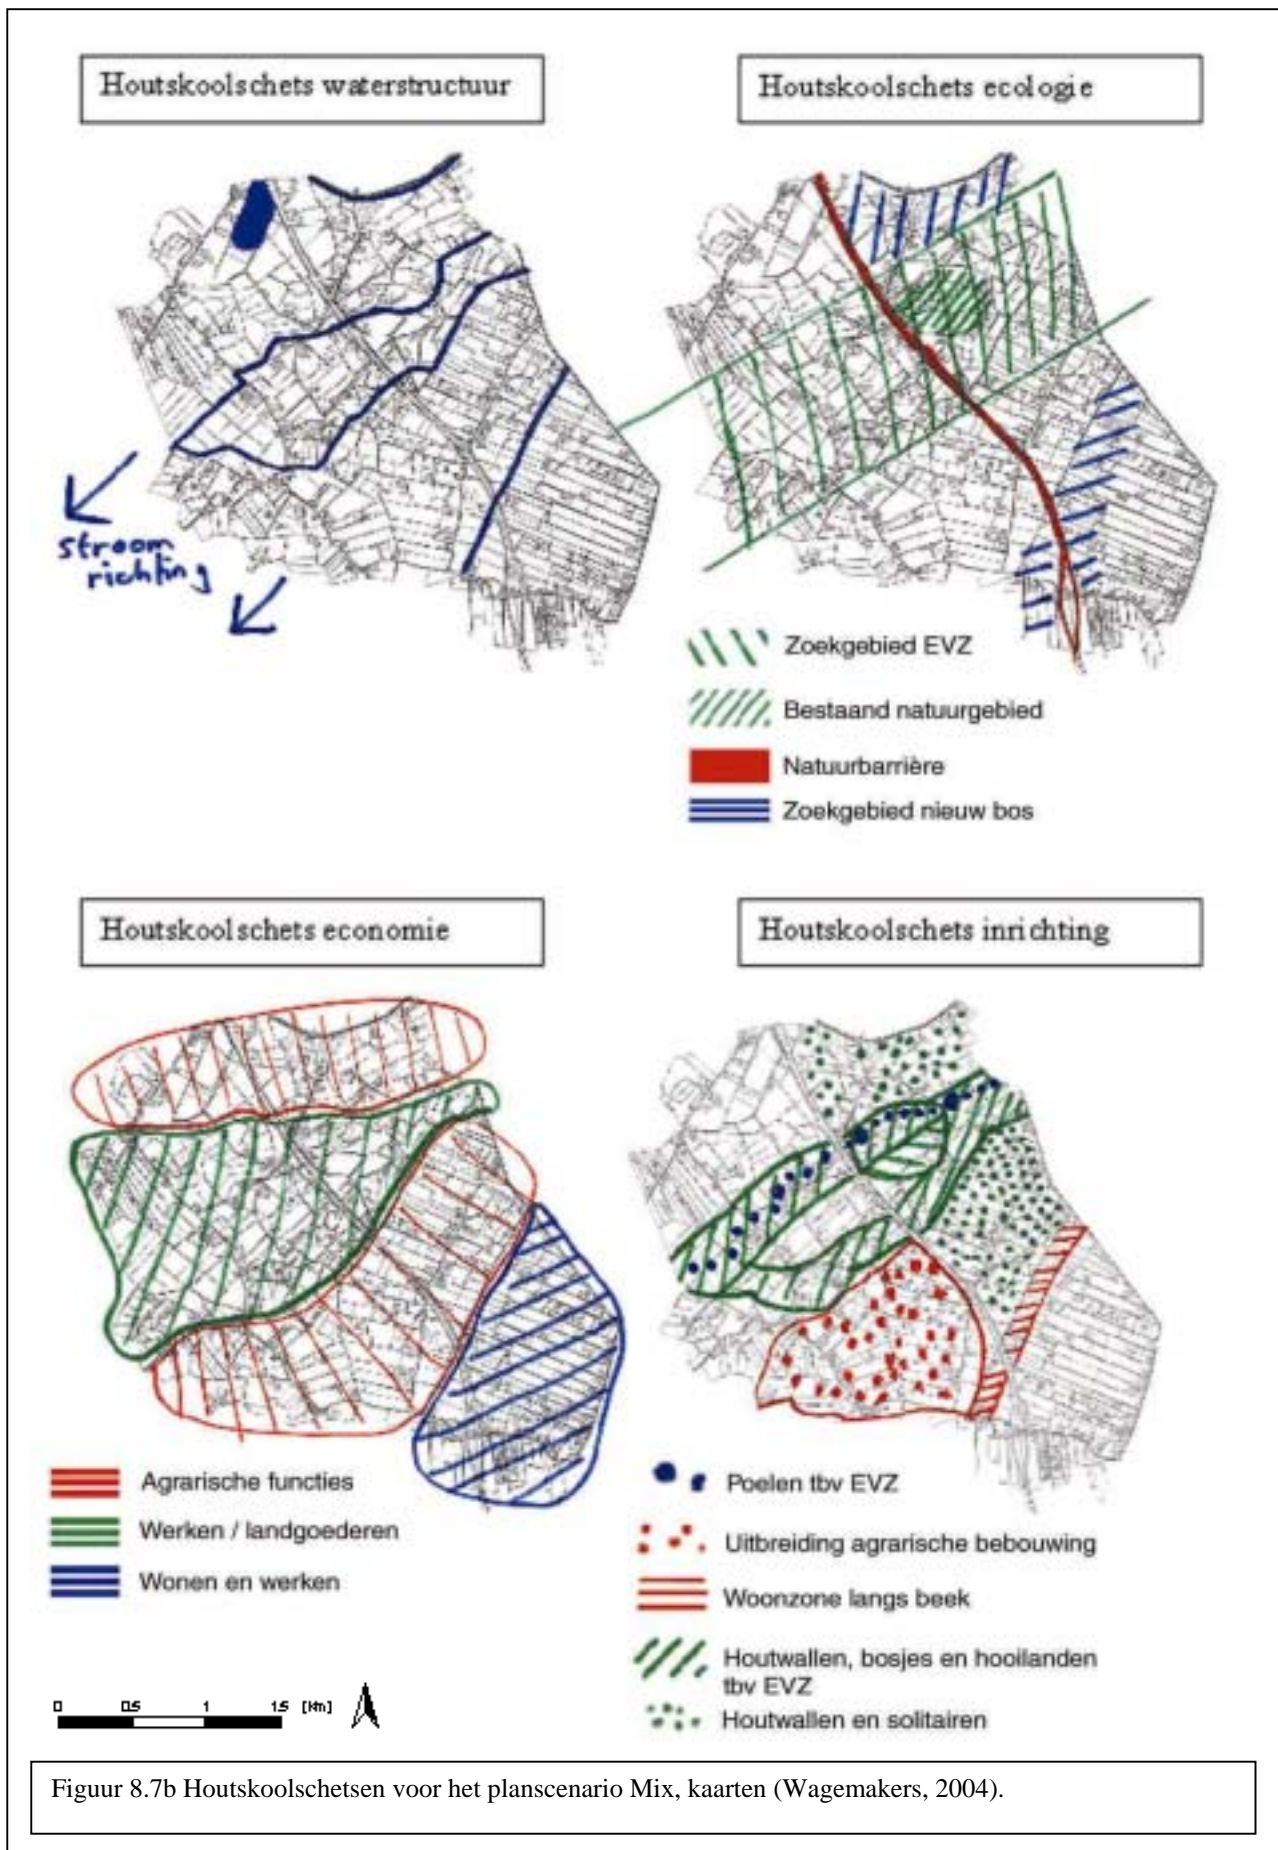 Houtskoolschets waterstructuur
Houtskoolschets ecologie
stroom
richting
Zoekgebied EVZ
Bestaand natuurgebied
Natuurbarrière
Zoekgebied nieuw bos
Houtskoolschets economie
Houtskoolschets inrichting
Agrarische functies
Werken / landgoederen
Wonen en werken
Poelen tbv EVZ
Uitbreiding agrarische bebouwing
Woonzone langs beek
Houtwallen, bosjes en hooilanden
tbv EVZ
Houtwallen en solitairen
0 0.5 1 1.5 [Km]
Figuur 8.7b Houtskoolschetsen voor het planscenario Mix, kaarten (Wagemakers, 2004).